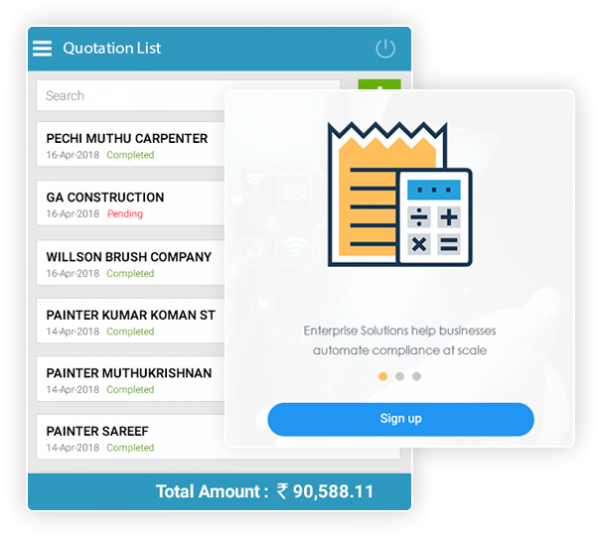 Quotation List
Search
PECHI MUTHU CARPENTER
16-Apr-2018 Completed
GA CONSTRUCTION
16-Apr-2018 Pending
WILLSON BRUSH COMPANY
16-Apr-2018 Completed
PAINTER KUMAR KOMAN ST
14-Apr-2018 Completed
PAINTER MUTHUKRISHNAN
14-Apr-2018 Completed
PAINTER SAREEF
14-Apr-2018 Completed
Total Amount : ₹ 90,588.11
Enterprise Solutions help businesses
automate compliance at scale
Sign up